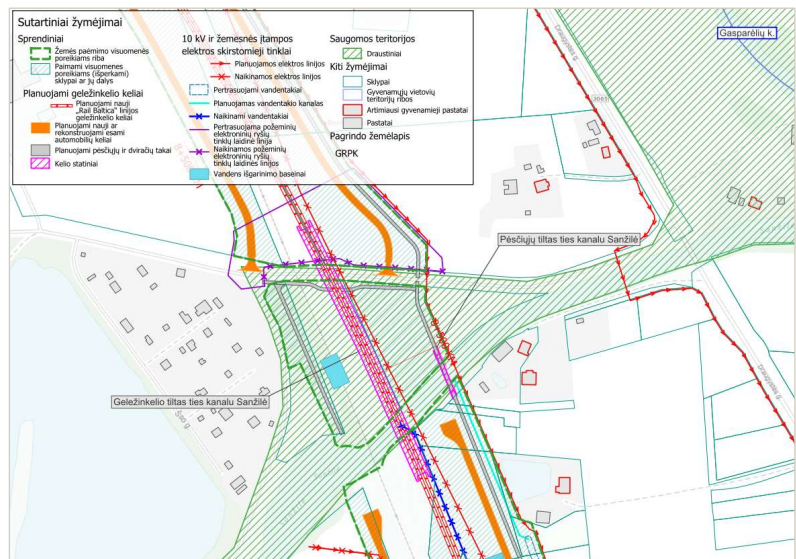 Sutartiniai žymėjimai
Sprendiniai
Žemės paėmimo visuomenės
poreikiams riba
Paimami visuomenės
poreikiams (išperkami)
sklypai ar jų dalys
Planuojami geležinkelio keliai
Planuojami nauji
„Rail Baltica" linijos
geležinkelio keliai
Planuojami nauji ar
rekonstruojami esami
automobilių keliai
Planuojami pėsčiųjų ir dviračių takai
Kelio statiniai
10 kV ir žemesnės įtampos
elektros skirstomieji tinklai
Planuojamos elektros linijos
Naikinamos elektros linijos
Pertrasuojami vandentakiai
Planuojamas vandentakio kanalas
Naikinami vandentakiai
Pertrasuojama požeminių
elektroninių ryšių
tinklų laidinė linija
Naikinamos požeminių
elektroninių ryšių
tinklų laidinės linijos
Vandens išgarinimo baseinai
Saugomos teritorijos
Draustiniai
Kiti žymėjimai
Sklypai
Gyvenamųjų vietovių
teritorijų ribos
Artimiausi gyvenamieji pastatai
Pastatai
Pagrindo žemėlapis
GRPK
Gasparėlių k.
Draugystės g.
Pėsčiųjų tiltas ties kanalu Sanžilė
Draugystės g.
Geležinkelio tiltas ties kanalu Sanžilė